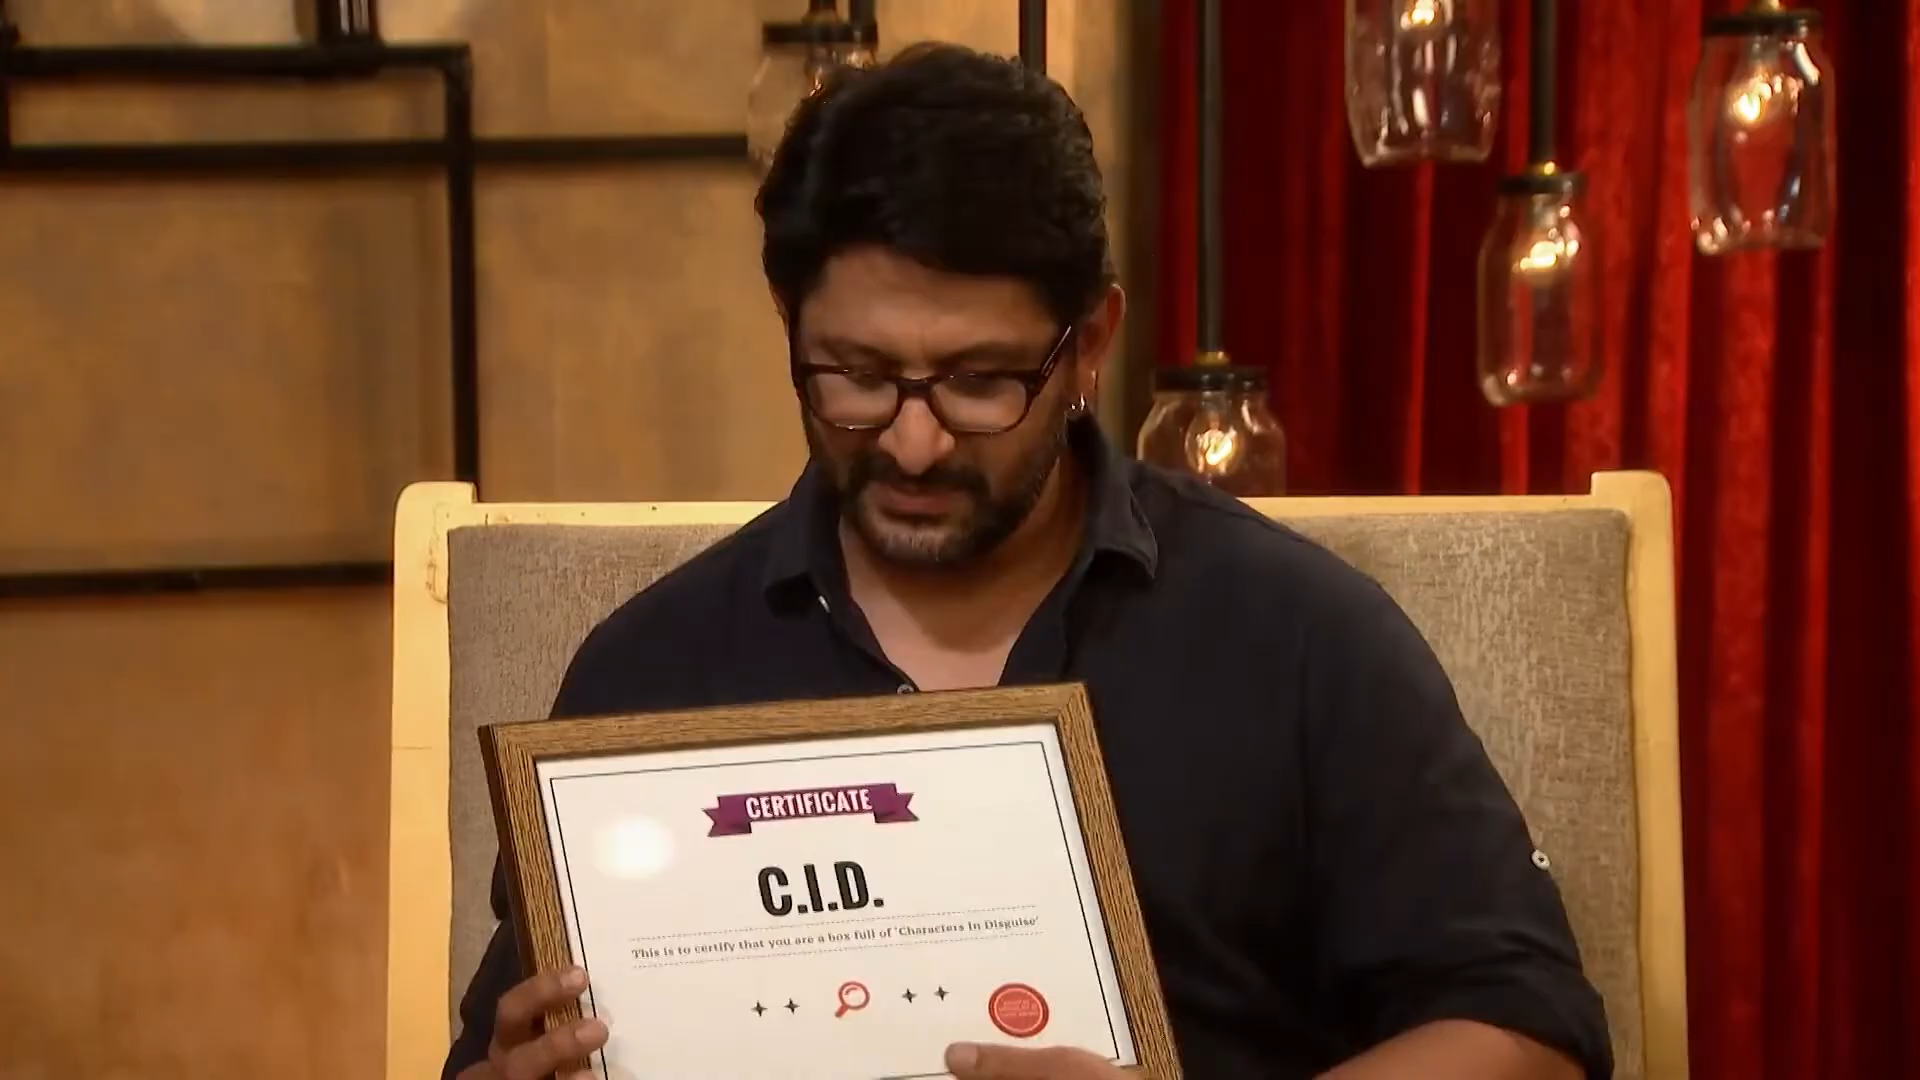 CERTIFICATE
C.I.D.
This is to certify that you are a box full of 'Characters In Disguise'